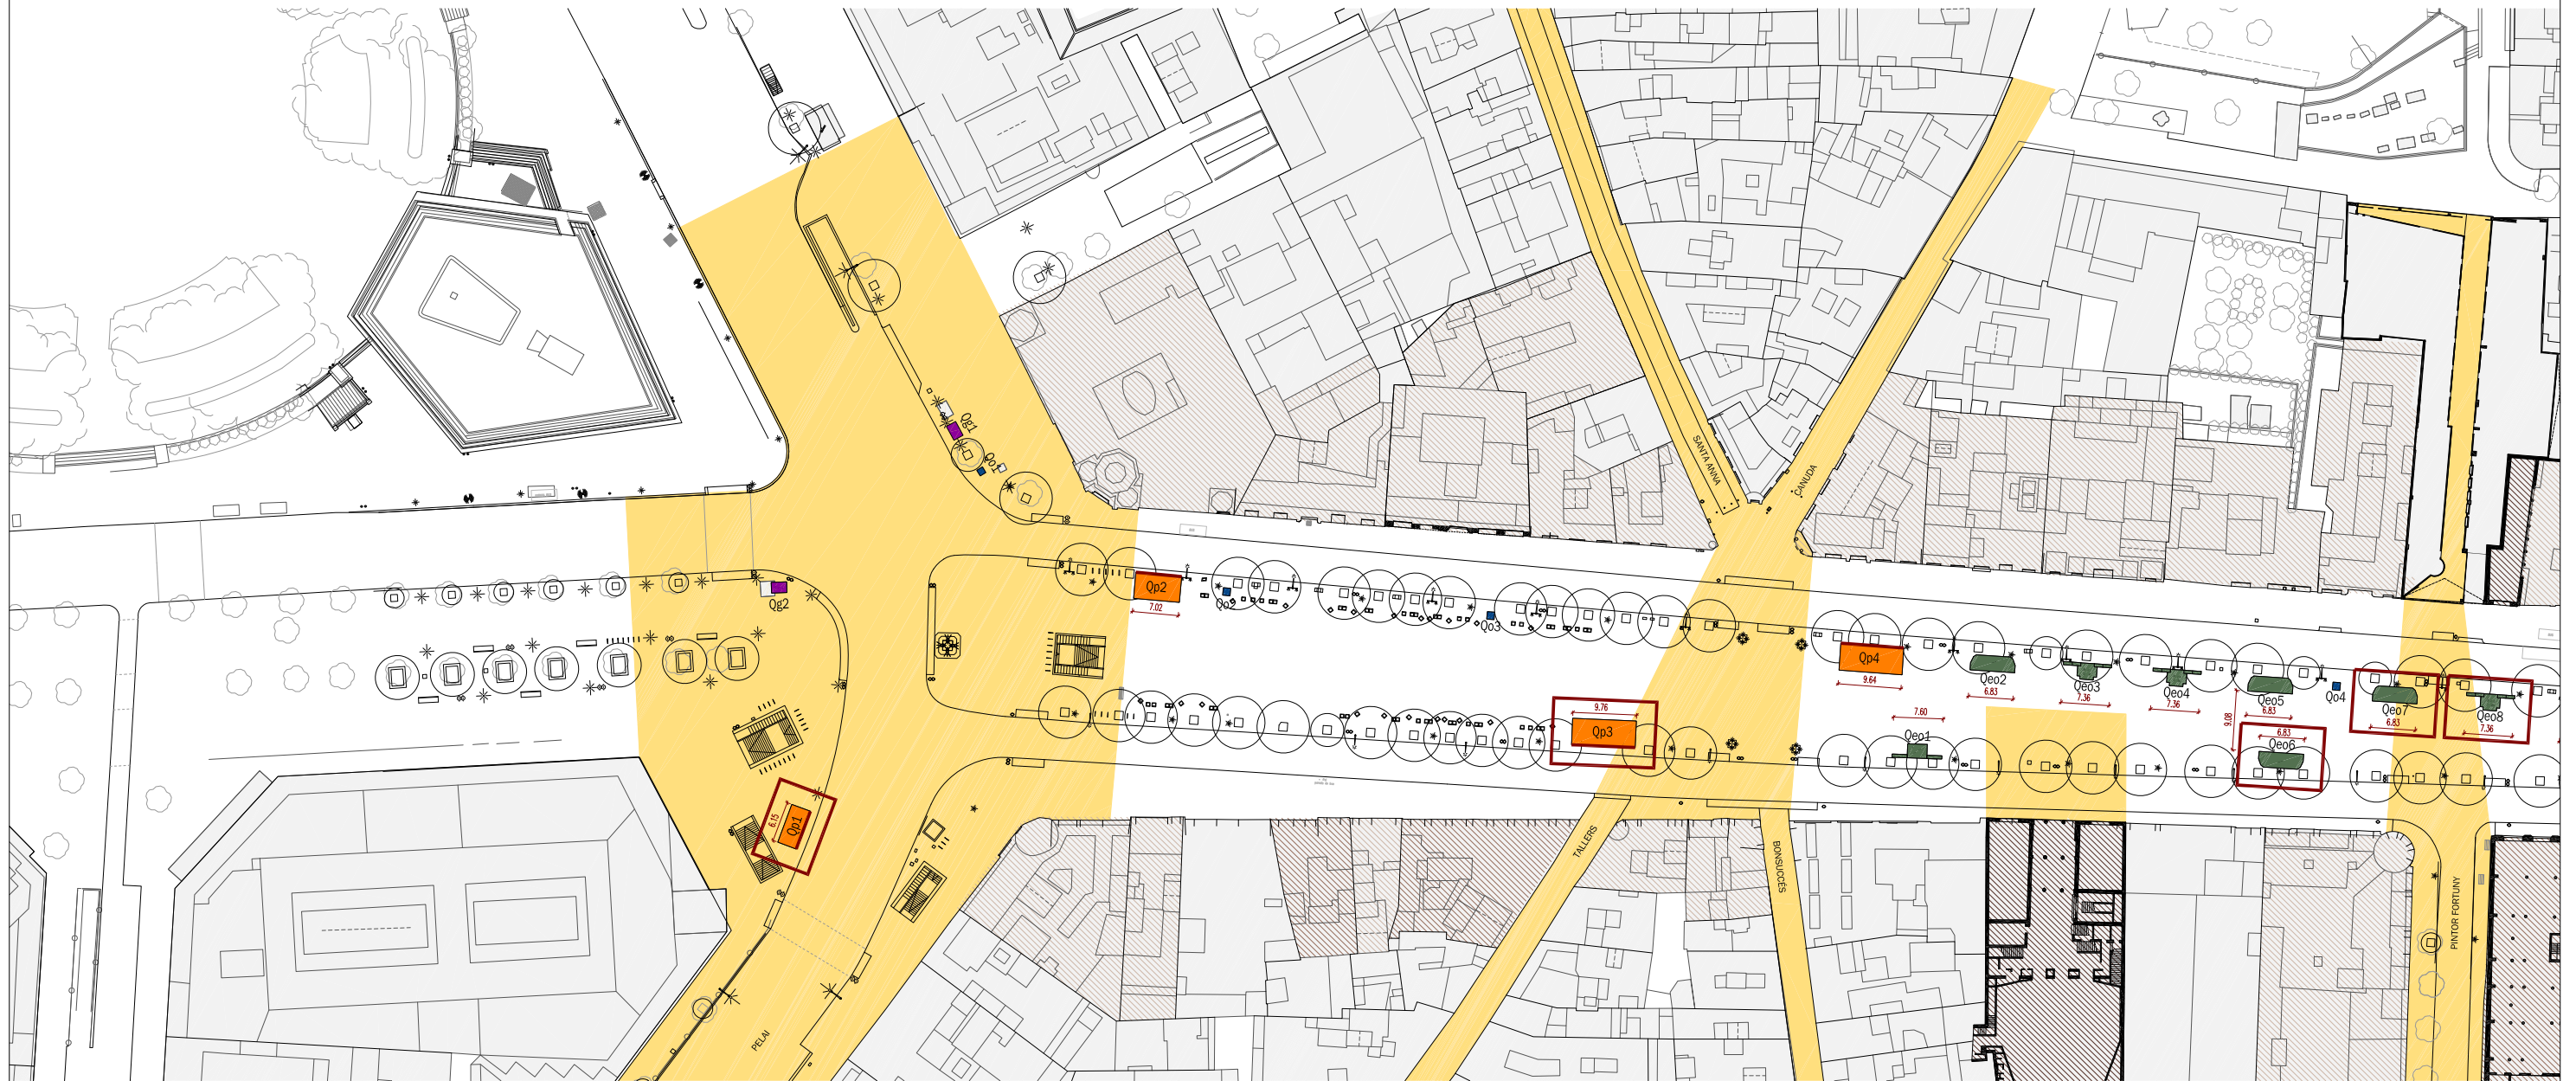 Qg1
Qo1
SANTA ANNA
CANUDA
Qg2
Qp2
7.02
Qo2
Qo3
Qp4
9.64
Qeo2
6.83
Qeo3
7.36
Qeo4
7.36
Qeo5
6.83
Qo4
Qeo7
6.83
Qeo8
7.36
9.76
Qp3
7.60
Qeo1
9.08
6.83
Qeo6
6.15
Qp1
TALLERS
BONSUCCÉS
PINTOR FORTUNY
PELAI